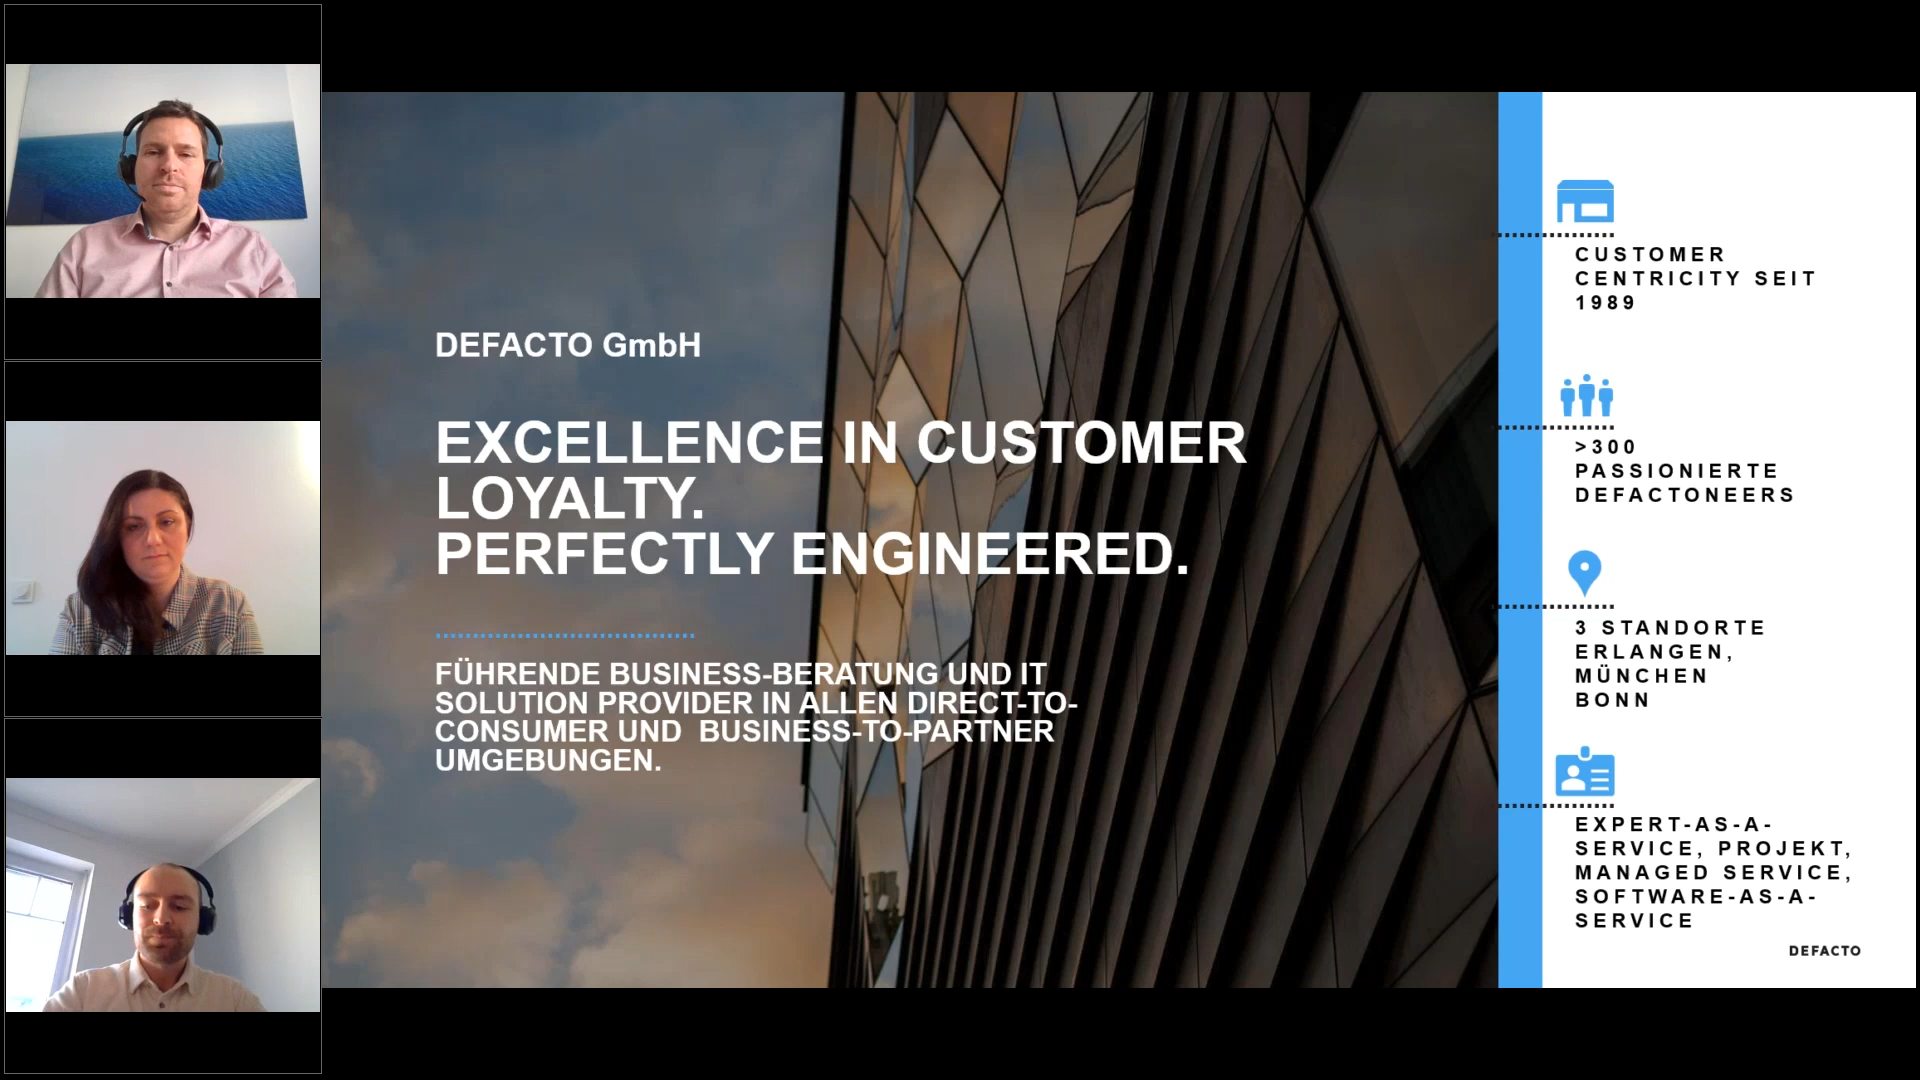 DEFACTO GmbH
EXCELLENCE IN CUSTOMER
LOYALTY.
PERFECTLY ENGINEERED.
FÜHRENDE BUSINESS-BERATUNG UND IT
SOLUTION PROVIDER IN ALLEN DIRECT-TO-
CONSUMER UND  BUSINESS-TO-PARTNER
UMGEBUNGEN.
CUSTOMER
CENTRICITY SEIT
1989
>300
PASSIONIERTE
DEFACTONEERS
3 STANDORTE
ERLANGEN,
MÜNCHEN
BONN
EXPERT-AS-A-
SERVICE, PROJEKT,
MANAGED SERVICE,
SOFTWARE-AS-A-
SERVICE
DEFACTO